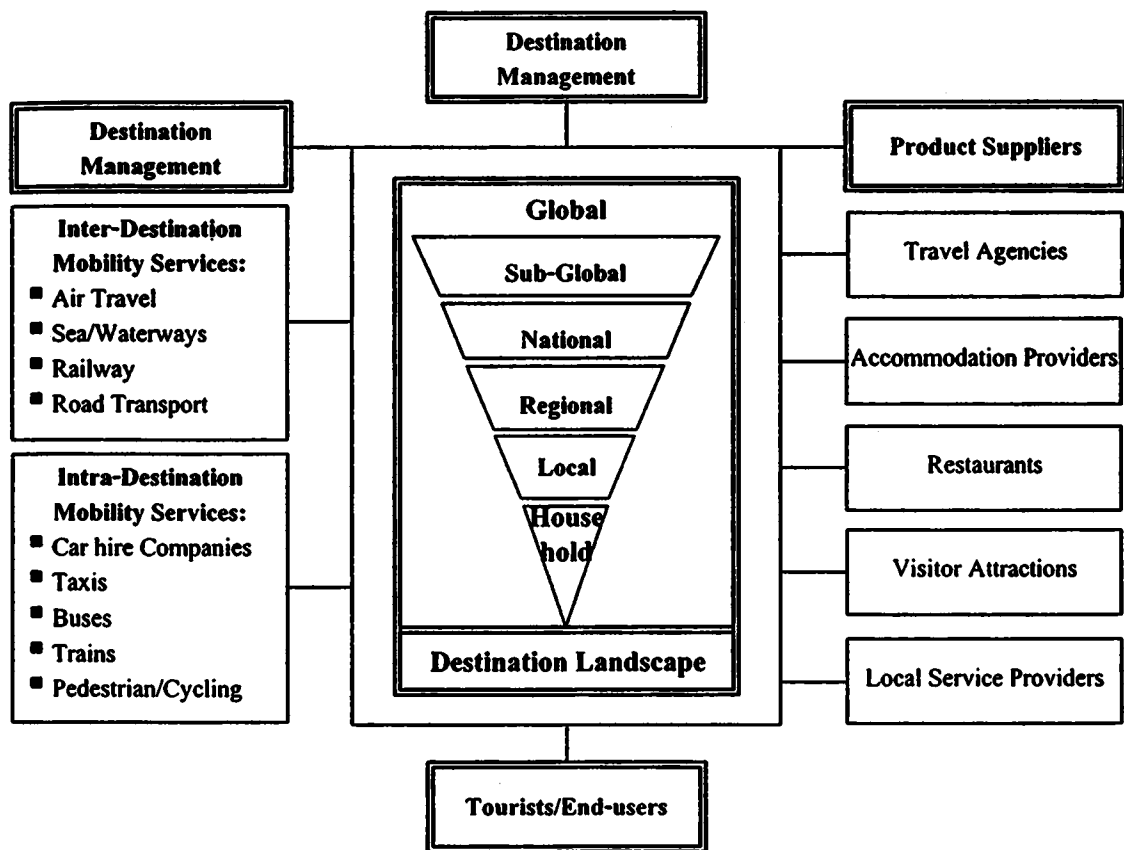 Destination
Management
Destination
Management
Inter-Destination
Mobility Services:
▪ Air Travel
▪ Sea/Waterways
▪ Railway
▪ Road Transport
Intra-Destination
Mobility Services:
▪ Car hire Companies
▪ Taxis
▪ Buses
▪ Trains
▪ Pedestrian/Cycling
Global
Sub-Global
National
Regional
Local
House
hold
Destination Landscape
Product Suppliers
Travel Agencies
Accommodation Providers
Restaurants
Visitor Attractions
Local Service Providers
Tourists/End-users